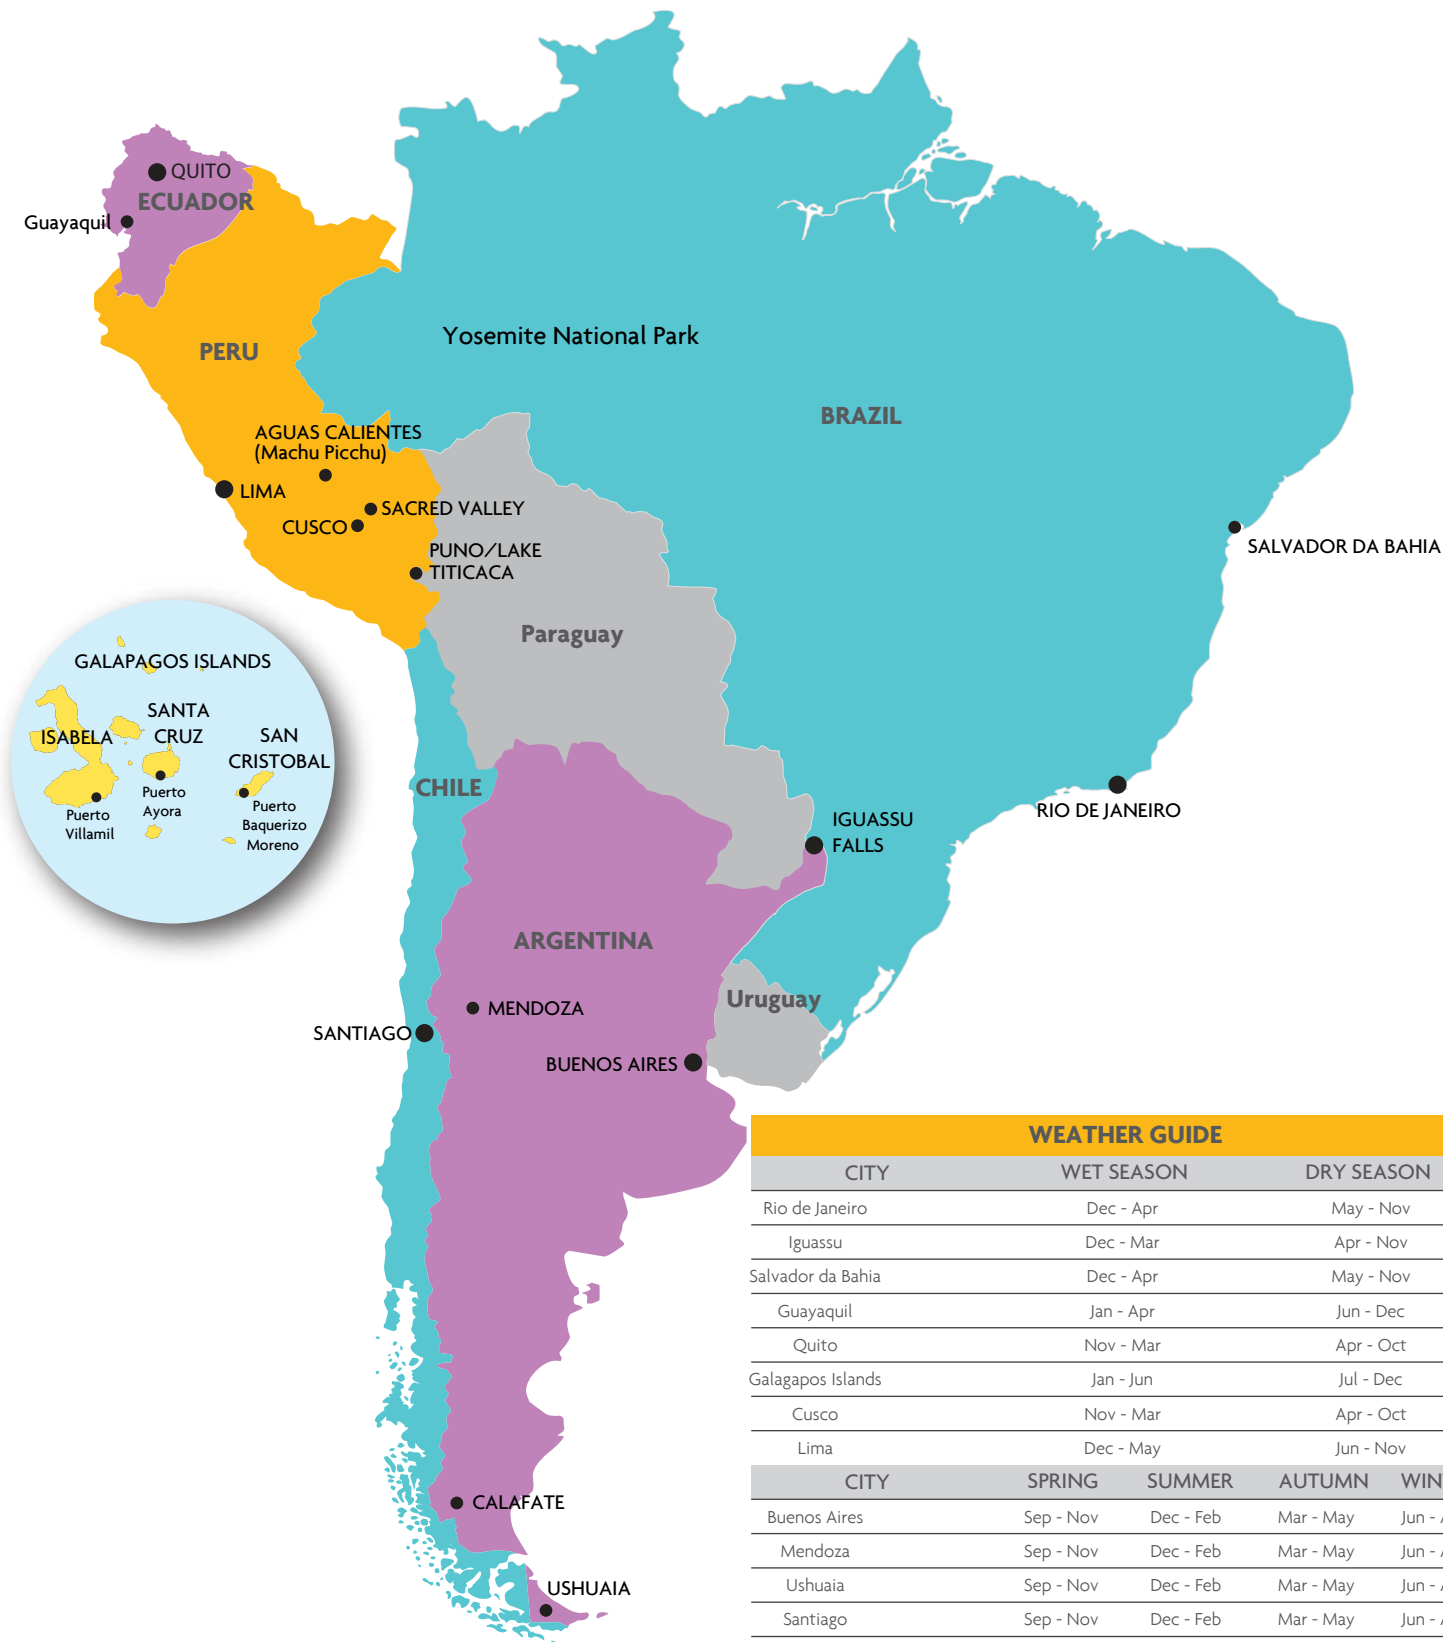 QUITO
ECUADOR
Guayaquil
PERU
Yosemite National Park
BRAZIL
AGUAS CALIENTES
(Machu Picchu)
LIMA
SACRED VALLEY
CUSCO
PUNO/LAKE
TITICACA
SALVADOR DA BAHIA
Paraguay
GALAPAGOS ISLANDS
ISABELA
SANTA
CRUZ
SAN
CRISTOBAL
Puerto
Villamil
Puerto
Ayora
Puerto
Baquerizo
Moreno
CHILE
RIO DE JANEIRO
IGUASSU
FALLS
ARGENTINA
Uruguay
MENDOZA
SANTIAGO
BUENOS AIRES
CALAFATE
USHUAIA
WEATHER GUIDE
CITY WET SEASON DRY SEASON
Rio de Janeiro Dec - Apr May - Nov
Iguassu Dec - Mar Apr - Nov
Salvador da Bahia Dec - Apr May - Nov
Guayaquil Jan - Apr Jun - Dec
Quito Nov - Mar Apr - Oct
Galagapos Islands Jan - Jun Jul - Dec
Cusco Nov - Mar Apr - Oct
Lima Dec - May Jun - Nov
CITY SPRING SUMMER AUTUMN WIN
Buenos Aires Sep - Nov Dec - Feb Mar - May Jun -
Mendoza Sep - Nov Dec - Feb Mar - May Jun -
Ushuaia Sep - Nov Dec - Feb Mar - May Jun -
Santiago Sep - Nov Dec - Feb Mar - May Jun -